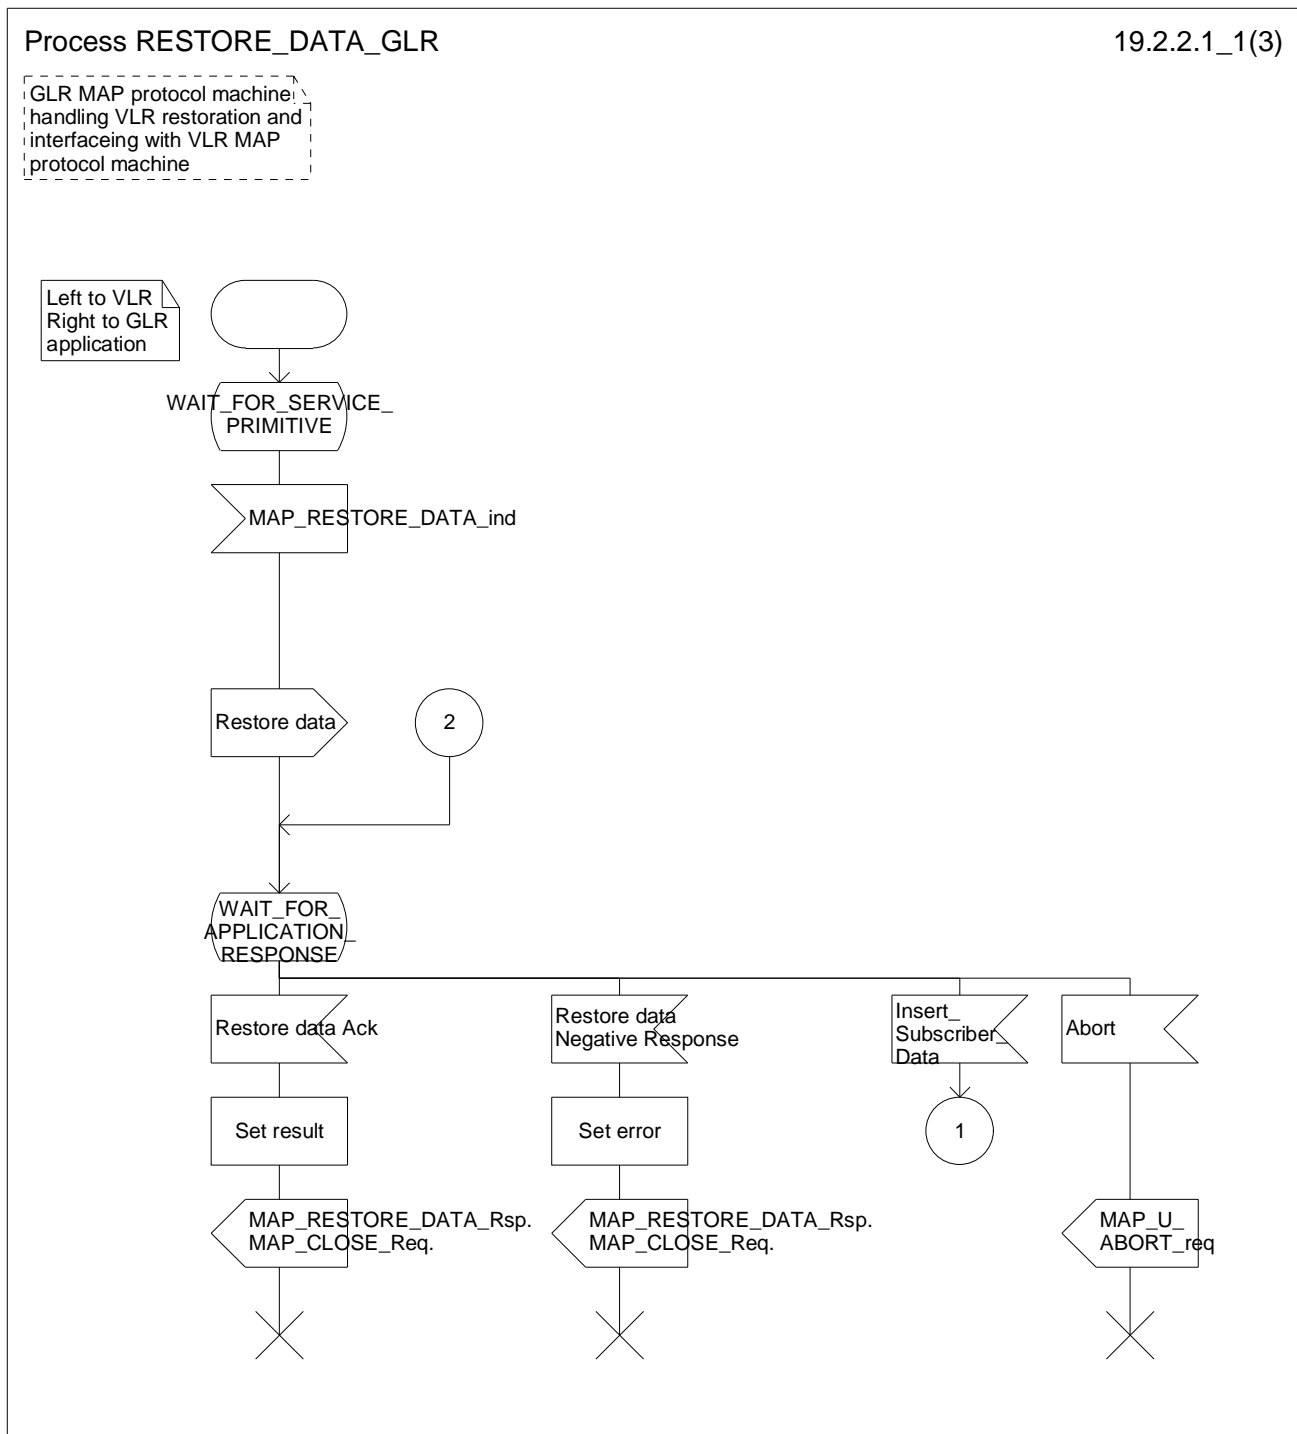 Process RESTORE_DATA_GLR
19.2.2.1_1(3)
GLR MAP protocol machine
handling VLR restoration and
interfaceing with VLR MAP
protocol machine
Left to VLR
Right to GLR
application
WAIT_FOR_SERVICE_
PRIMITIVE
MAP_RESTORE_DATA_ind
Restore data
2
WAIT_FOR_
APPLICATION_
RESPONSE
Restore data Ack
Restore data
Negative Response
Insert_
Subscriber_
Data
Abort
Set result
Set error
1
MAP_RESTORE_DATA_Rsp.
MAP_CLOSE_Req.
MAP_RESTORE_DATA_Rsp.
MAP_CLOSE_Req.
MAP_U_
ABORT_req